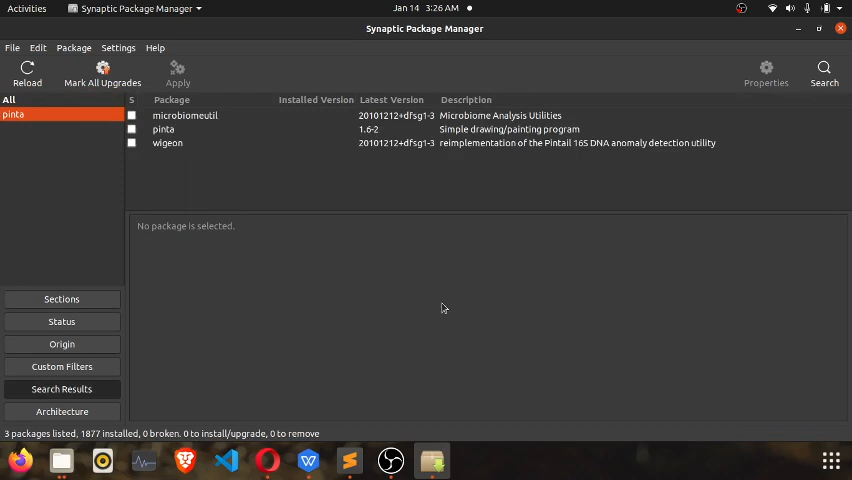 Activities Synaptic Package Manager Jan 14 3:26 AM
Synaptic Package Manager
File Edit Package Settings Help
Reload Mark All Upgrades Apply Properties Search
All S Package Installed Version Latest Version Description
pinta microbiomeutil 20101212+dfsg1-3 Microbiome Analysis Utilities
pinta 1.6-2 Simple drawing/painting program
wigeon 20101212+dfsg1-3 reimplementation of the Pintail 16S DNA anomaly detection utility
No package is selected.
Sections
Status
Origin
Custom Filters
Search Results
Architecture
3 packages listed, 1877 installed, 0 broken. 0 to install/upgrade, 0 to remove